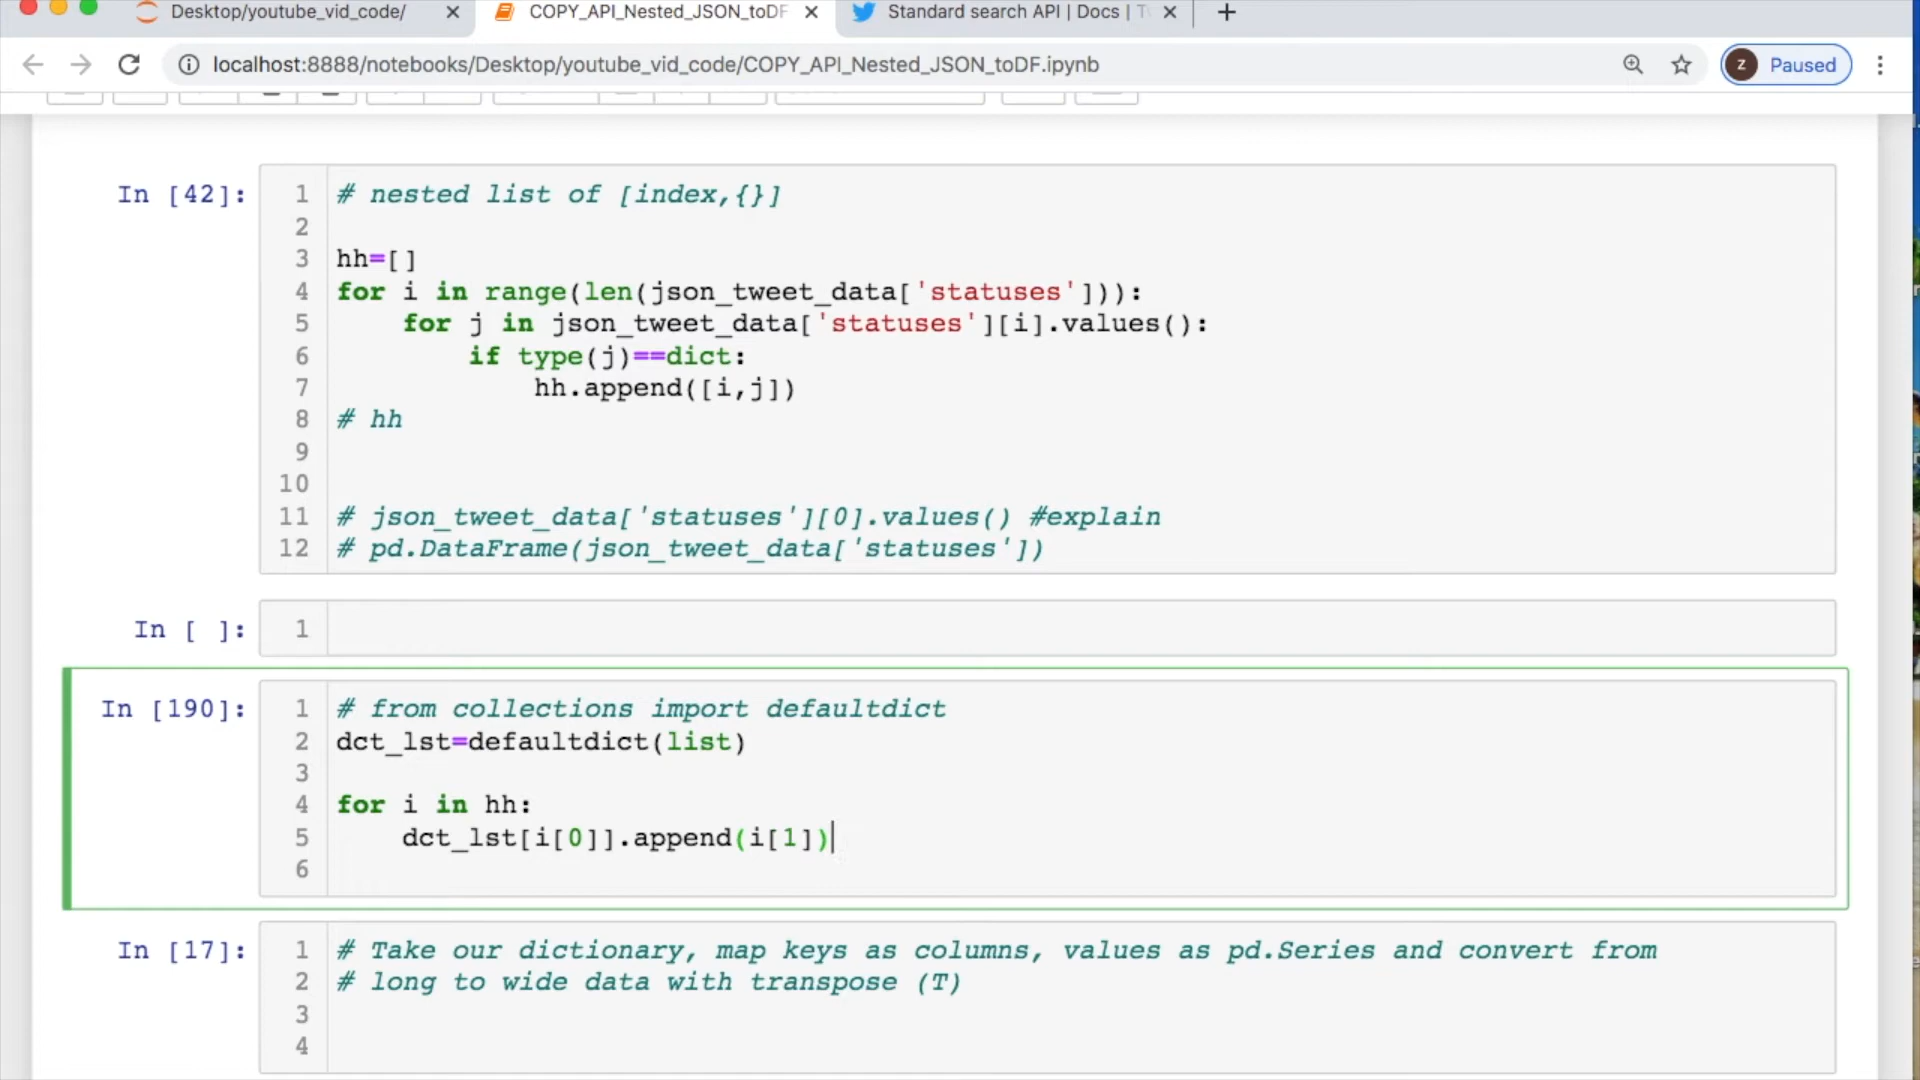 Desktop/youtube_vid_code/
COPY_API_Nested_JSON_toDF
Standard search API | Docs | T
localhost:8888/notebooks/Desktop/youtube_vid_code/COPY_API_Nested_JSON_toDF.ipynb
z Paused
In [42]:
1 # nested list of [index,{}]
2
3 hh=[]
4 for i in range(len(json_tweet_data['statuses'])):
5 for j in json_tweet_data['statuses'][i].values():
6 if type(j)==dict:
7 hh.append([i,j])
8 # hh
9
10
11 # json_tweet_data['statuses'][0].values() #explain
12 # pd.DataFrame(json_tweet_data['statuses'])
In [ ]:
1
In [190]:
1 # from collections import defaultdict
2 dct_lst=defaultdict(list)
3
4 for i in hh:
5 dct_lst[i[0]].append(i[1])
6
In [17]:
1 # Take our dictionary, map keys as columns, values as pd.Series and convert from
2 # long to wide data with transpose (T)
3
4